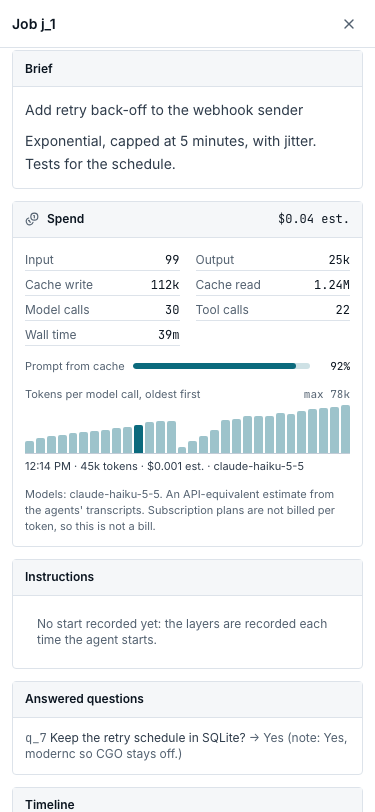 Job j_1
Brief
Add retry back-off to the webhook sender
Exponential, capped at 5 minutes, with jitter.
Tests for the schedule.
Spend $0.04 est.
Input 99 Output 25k
Cache write 112k Cache read 1.24M
Model calls 30 Tool calls 22
Wall time 39m
Prompt from cache 92%
Tokens per model call, oldest first max 78k
12:14 PM · 45k tokens · $0.001 est. · claude-haiku-5-5
Models: claude-haiku-5-5. An API-equivalent estimate from
the agents' transcripts. Subscription plans are not billed per
token, so this is not a bill.
Instructions
No start recorded yet: the layers are recorded each
time the agent starts.
Answered questions
q_7 Keep the retry schedule in SQLite? → Yes (note: Yes,
modernc so CGO stays off.)
Timeline